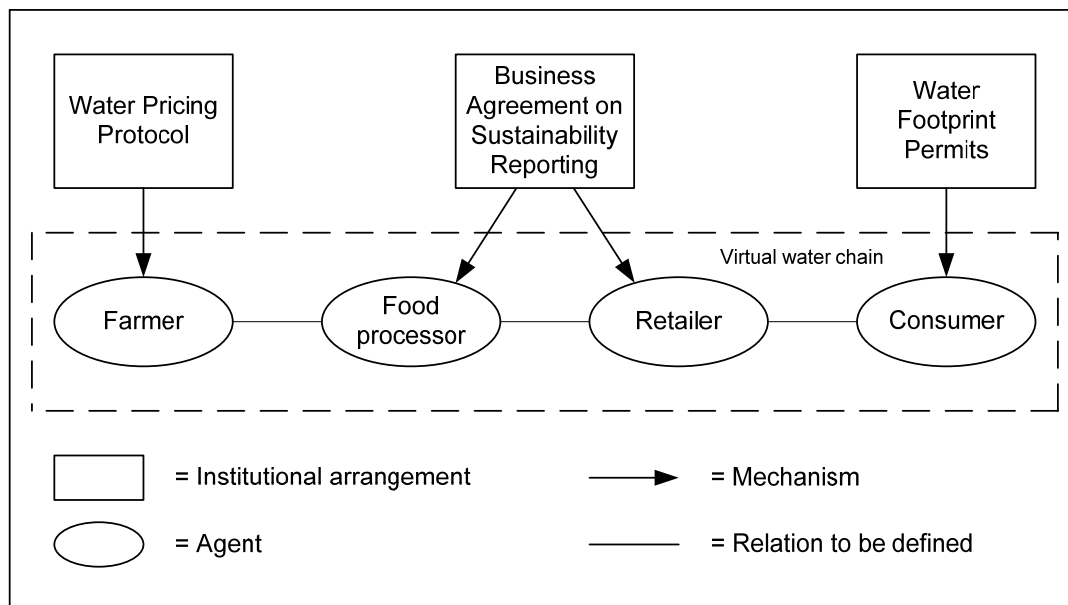 Water Pricing
Protocol
Business
Agreement on
Sustainability
Reporting
Water
Footprint
Permits
Virtual water chain
Farmer
Food
processor
Retailer
Consumer
= Institutional arrangement
= Mechanism
= Agent
= Relation to be defined